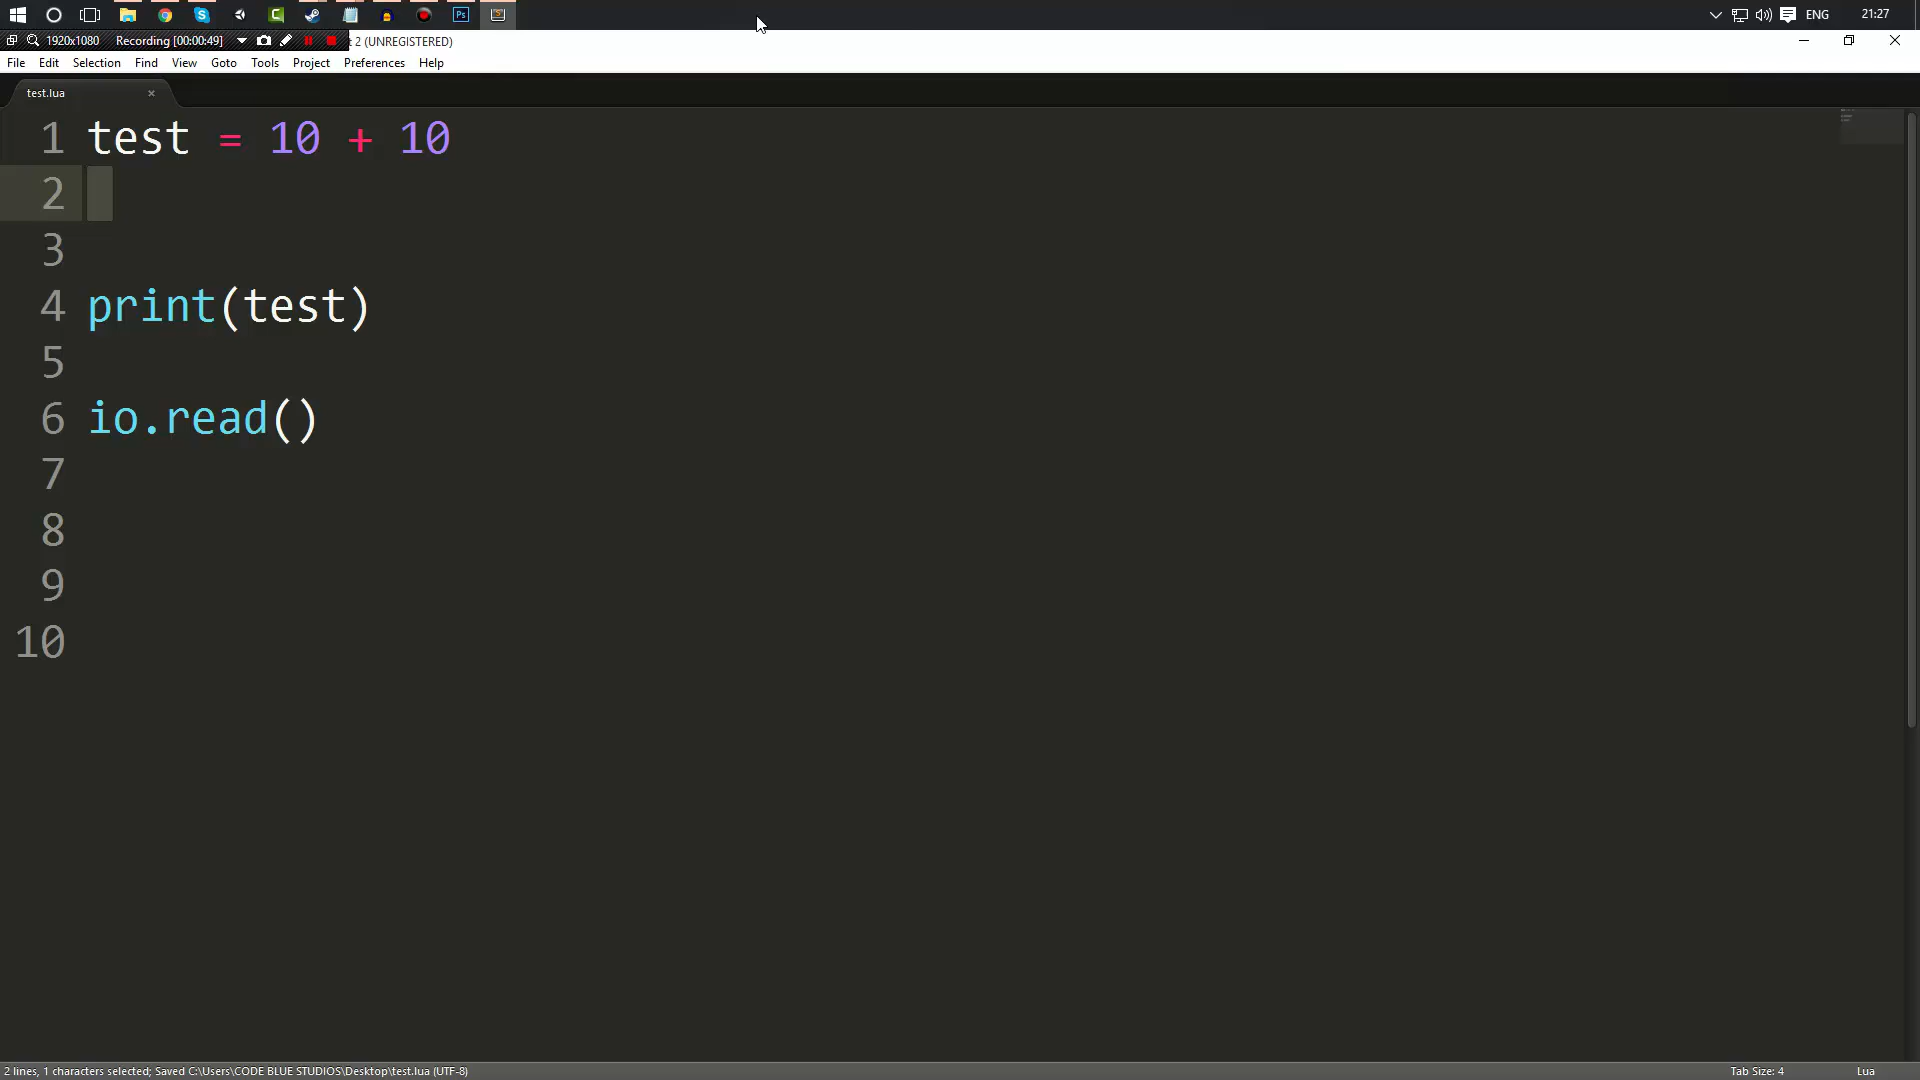 Ps
ENG
21:27
1920x1080
Recording [00:00:49]
t 2 (UNREGISTERED)
File Edit Selection Find View Goto Tools Project Preferences Help
test.lua
1 test = 10 + 10
2
3
4 print(test)
5
6 io.read()
7
8
9
10
2 lines, 1 characters selected; Saved C:\Users\CODE BLUE STUDIOS\Desktop\test.lua (UTF-8)
Tab Size: 4
Lua